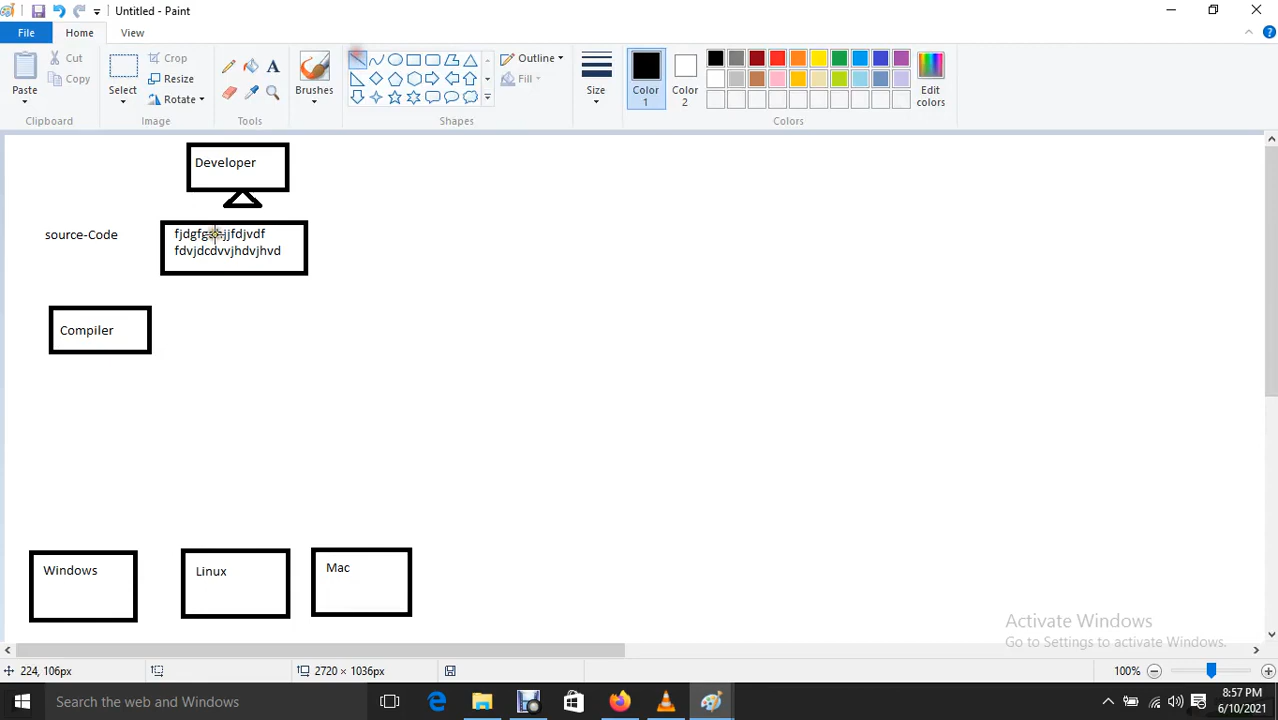 Untitled - Paint
File
Home
View
Paste
Cut
Copy
Clipboard
Select
Crop
Resize
Rotate
Image
Tools
Brushes
Shapes
Outline
Fill
Size
Color 1
Color 2
Edit colors
Colors
Developer
source-Code
fdvjdcdvvjhdvjhvd
Compiler
Windows
Linux
Mac
Activate Windows
Go to Settings to activate Windows.
224, 106px
2720 × 1036px
100%
Search the web and Windows
8:57 PM
6/10/2021